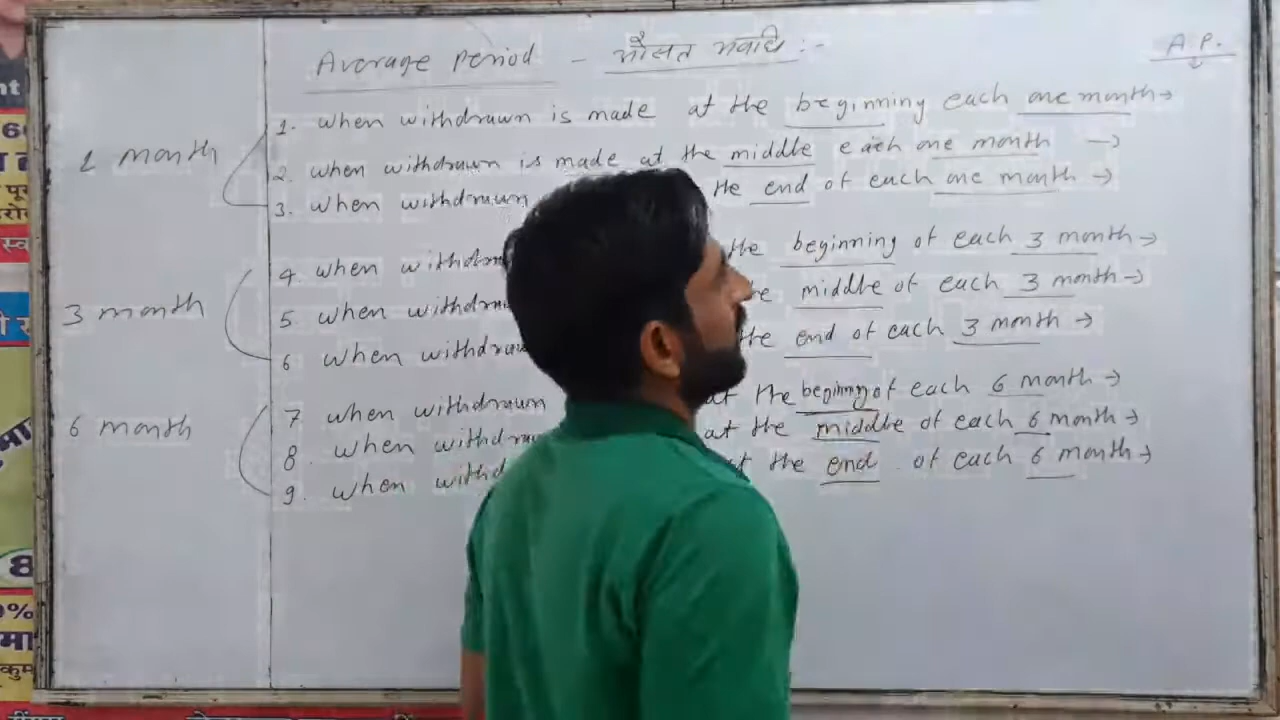 Average Period - औसत अवधि :-
A.P.
1 month
1. when withdrawn is made at the beginning each one month →
2. when withdrawn is made at the middle each one month →
3. when withdrawn the end of each one month →
3 month
4 when the beginning of each 3 month →
5. when middle of each 3 month →
6 when the end of each 3 month →
6 month
7 when withdrawn at the beginning of each 6 month →
8. when at the middle of each 6 month →
9. when at the end of each 6 month →